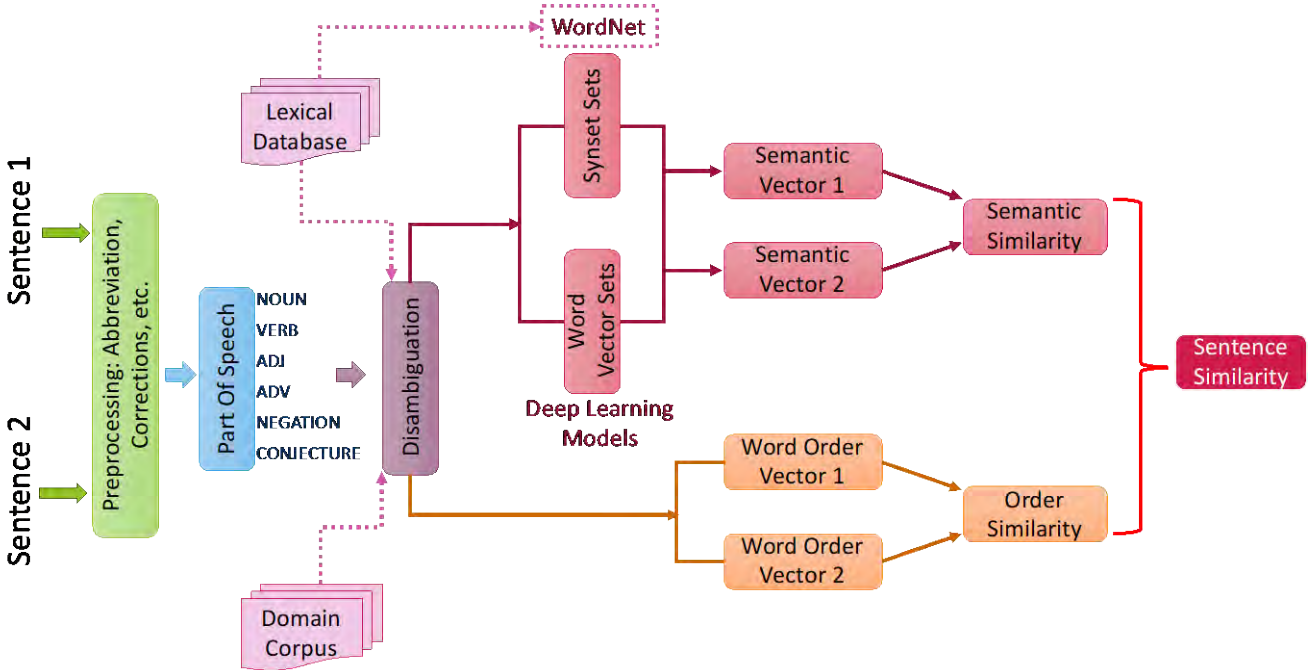 WordNet
Lexical
Database
Synset Sets
Sentence 1
Semantic
Vector 1
Semantic
Similarity
Semantic
Vector 2
Preprocessing: Abbreviation,
Corrections, etc.
Part Of Speech
NOUN
VERB
ADJ
ADV
NEGATION
CONJECTURE
Disambiguation
Word
Vector Sets
Deep Learning
Models
Sentence
Similarity
Sentence 2
Word Order
Vector 1
Order
Similarity
Word Order
Vector 2
Domain
Corpus